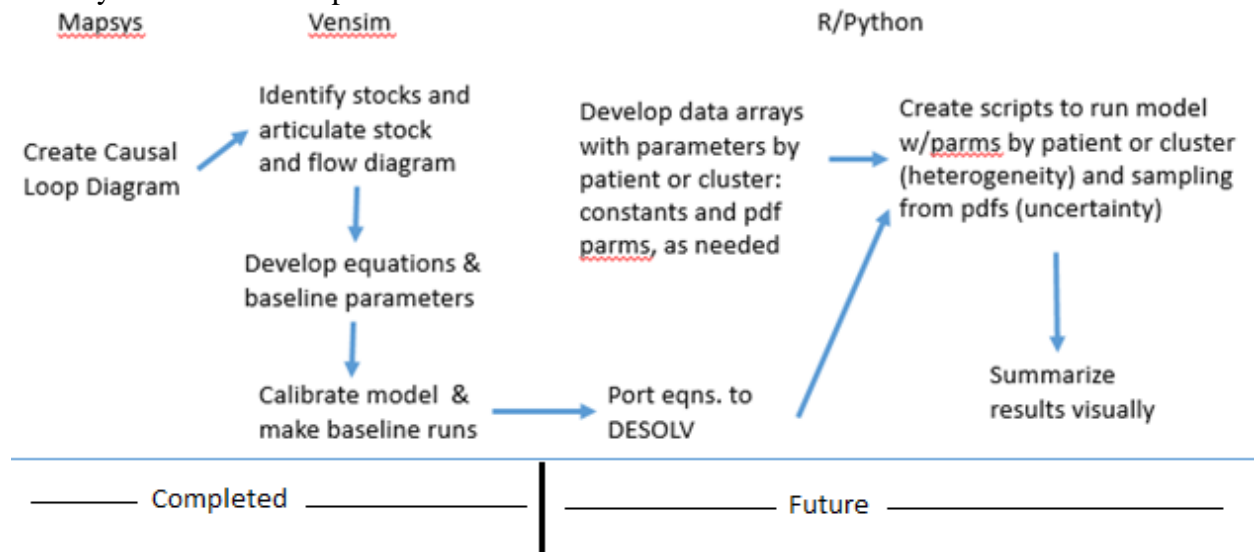 Mapsys
Vensim
R/Python
Create Causal
Loop Diagram
Identify stocks and
articulate stock
and flow diagram
Develop equations &
baseline parameters
Calibrate model &
make baseline runs
Port eqns. to
DESOLV
Develop data arrays
with parameters by
patient or cluster:
constants and pdf
parms, as needed
Create scripts to run model
w/parms by patient or cluster
(heterogeneity) and sampling
from pdfs (uncertainty)
Summarize
results visually
Completed
Future